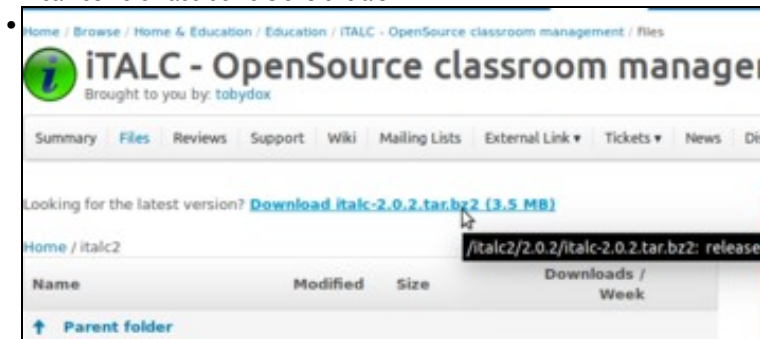 Home / Browse / Home & Education / Education / iTALC - OpenSource classroom management / Files
iTALC - OpenSource classroom manager
Brought to you by: tobydox
Summary Files Reviews Support Wiki Mailing Lists External Link ▾ Tickets ▾ News Di
Looking for the latest version? Download italc-2.0.2.tar.bz2 (3.5 MB)
/italc2/2.0.2/italc-2.0.2.tar.bz2: release
Home / italc2
Name Modified Size Downloads / Week
Parent folder